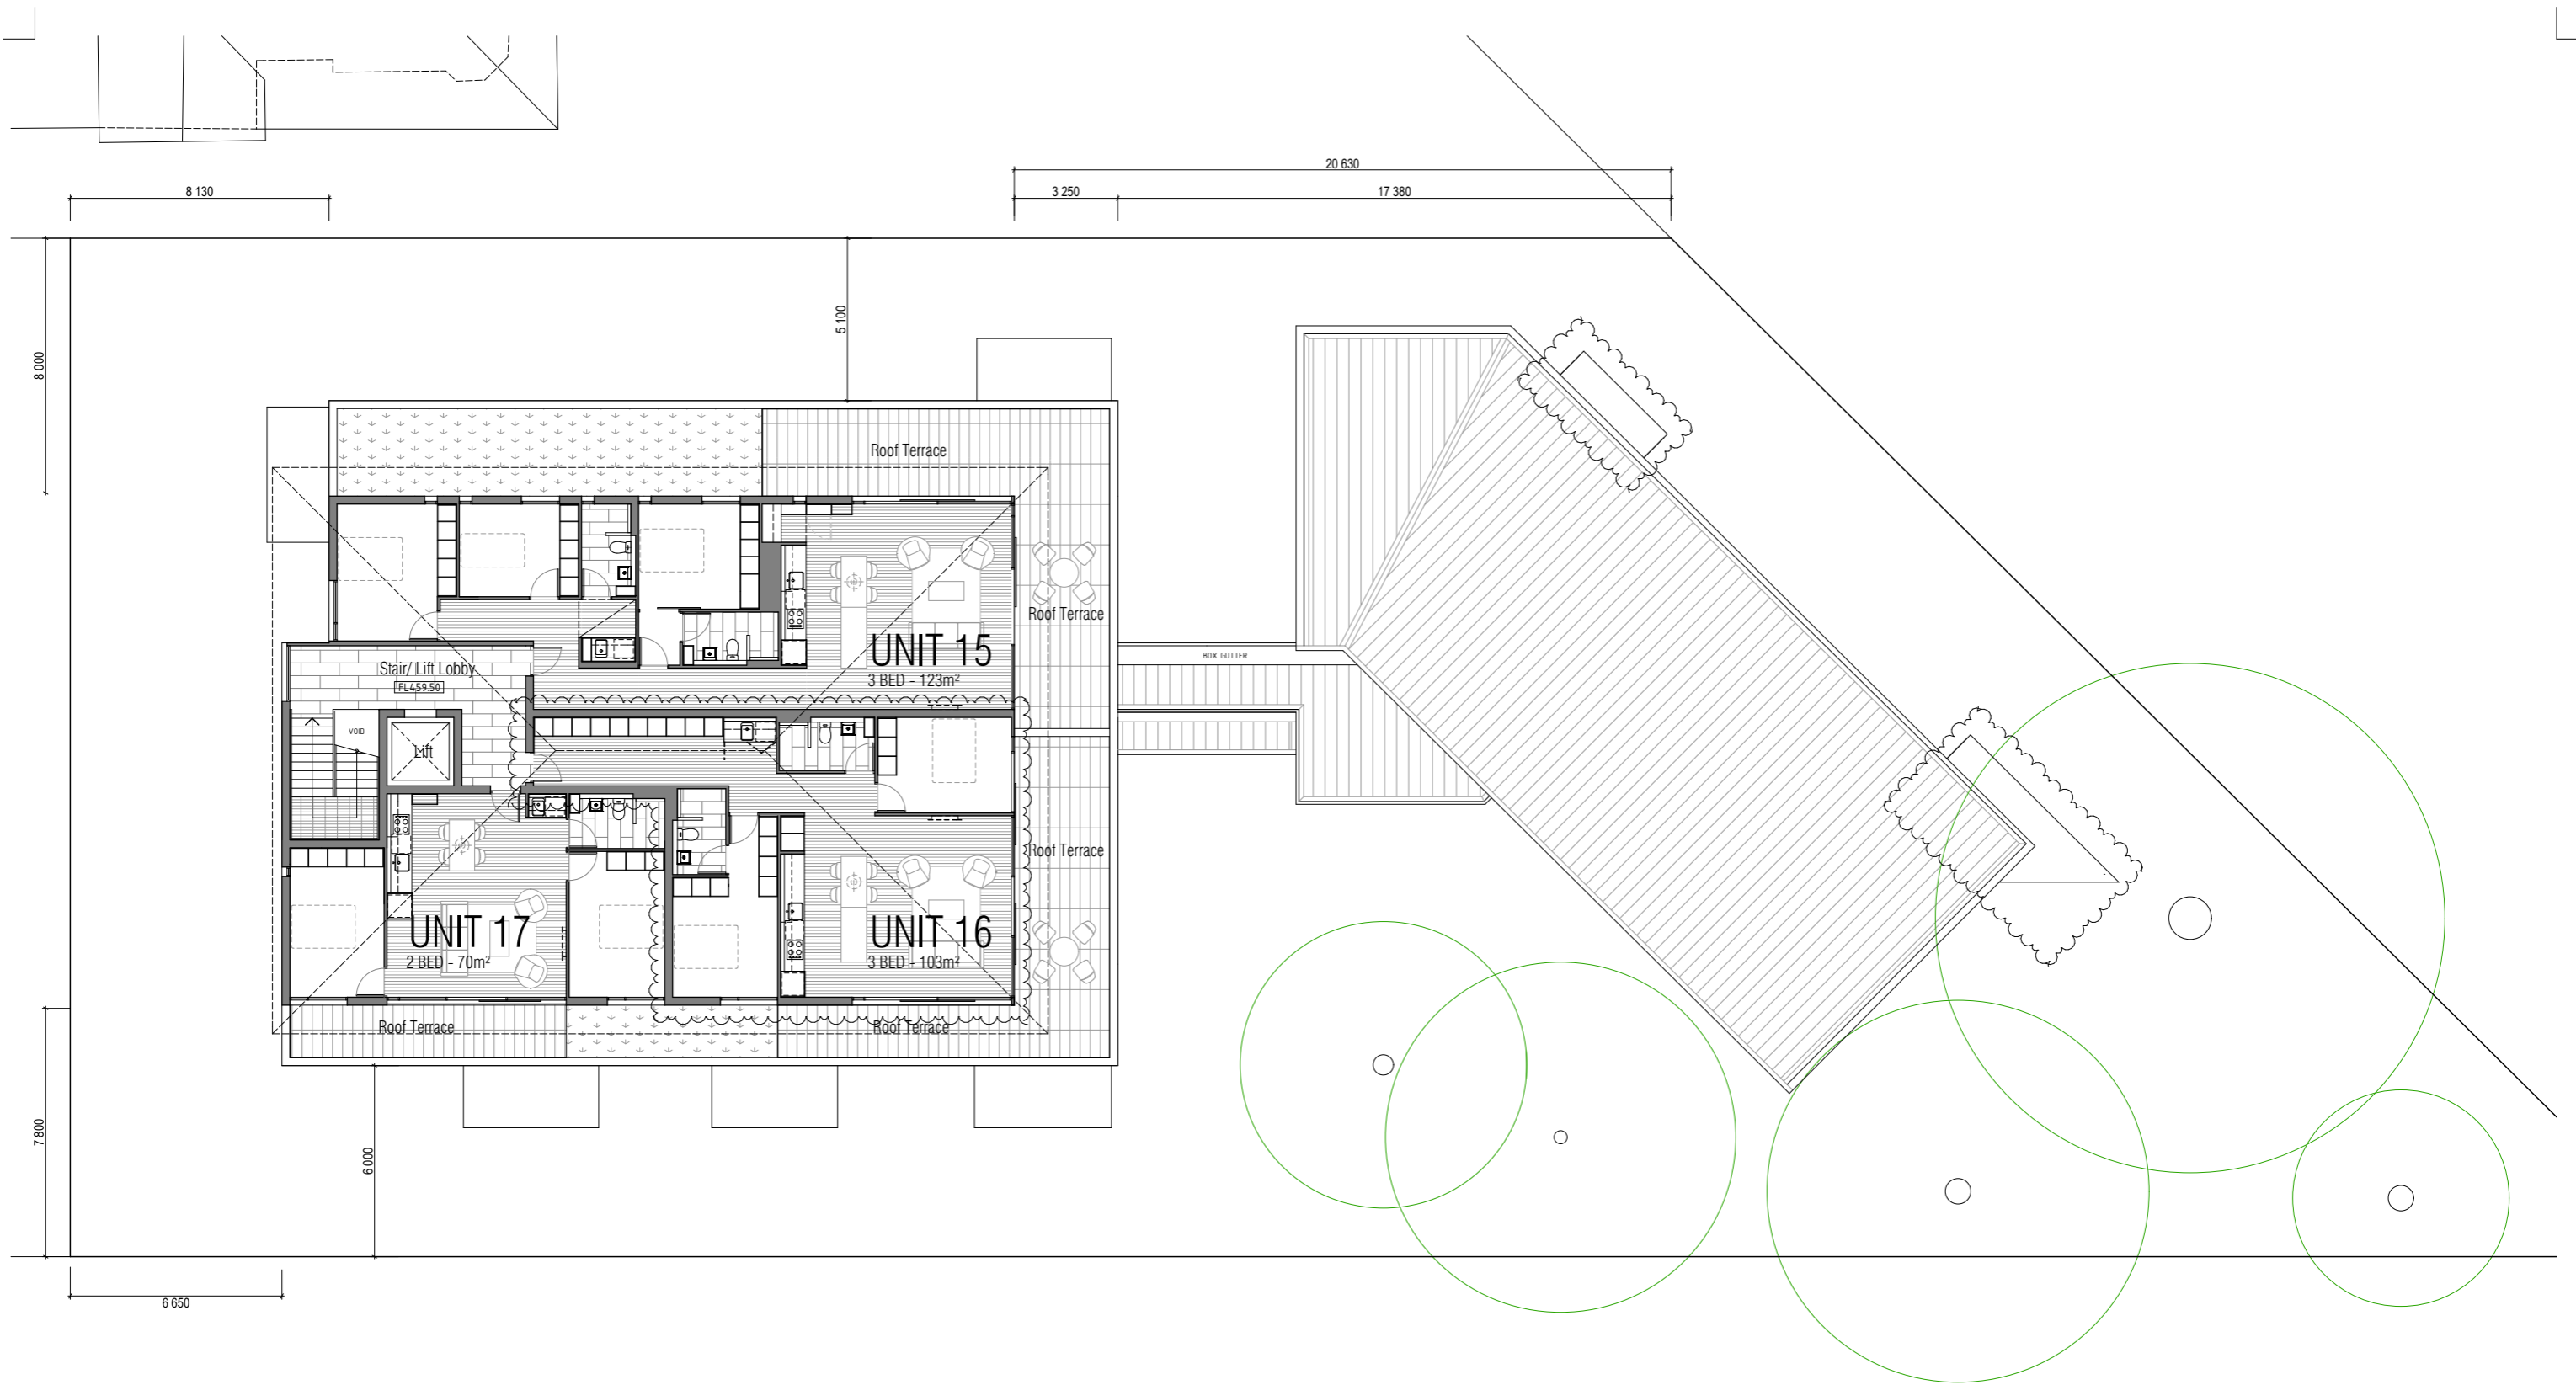 20 630
8 130
3 250
17 380
5 100
8 000
Roof Terrace
Roof Terrace
UNIT 15
3 BED - 123m²
BOX GUTTER
Stair/ Lift Lobby
FL459.50
VOID
Lift
Roof Terrace
UNIT 17
2 BED - 70m²
UNIT 16
3 BED - 103m²
Roof Terrace
Roof Terrace
7 800
6 000
6 650